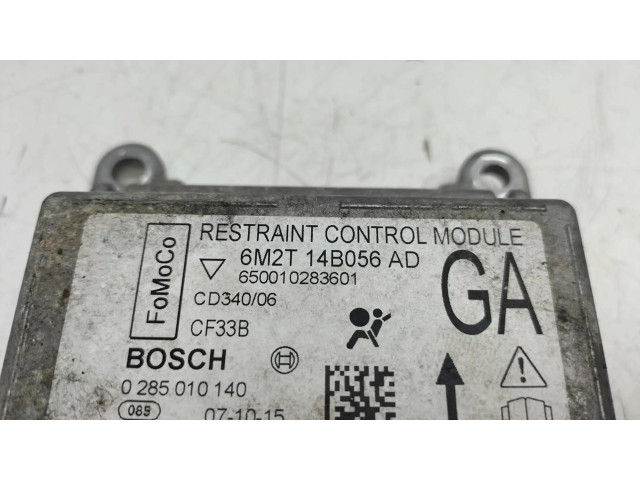 RESTRAINT CONTROL MODULE
FoMoCo
6M2T 14B056 AD
650010283601
GA
CD340/06
CF33B
BOSCH
0 285 010 140
085
07-10-15